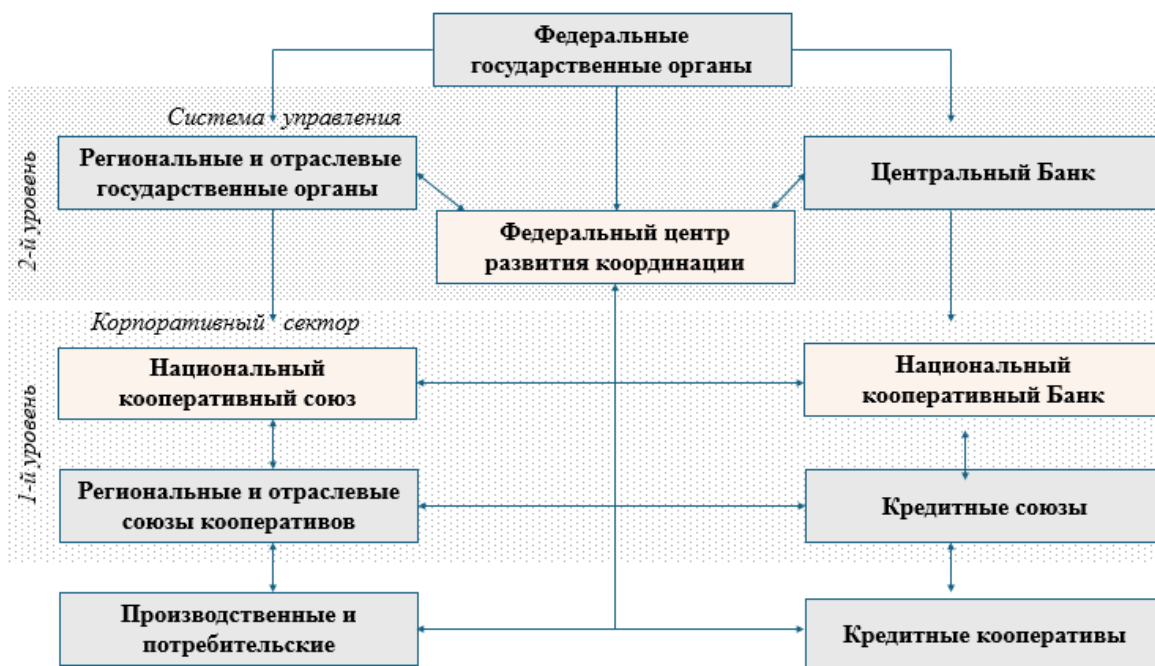 Федеральные
государственные органы
Система управления
2-й уровень
Региональные и отраслевые
государственные органы
Центральный Банк
Федеральный центр
развития координации
Корпоративный сектор
1-й уровень
Национальный
кооперативный союз
Национальный
кооперативный Банк
Региональные и отраслевые
союзы кооперативов
Кредитные союзы
Производственные и
потребительские
Кредитные кооперативы